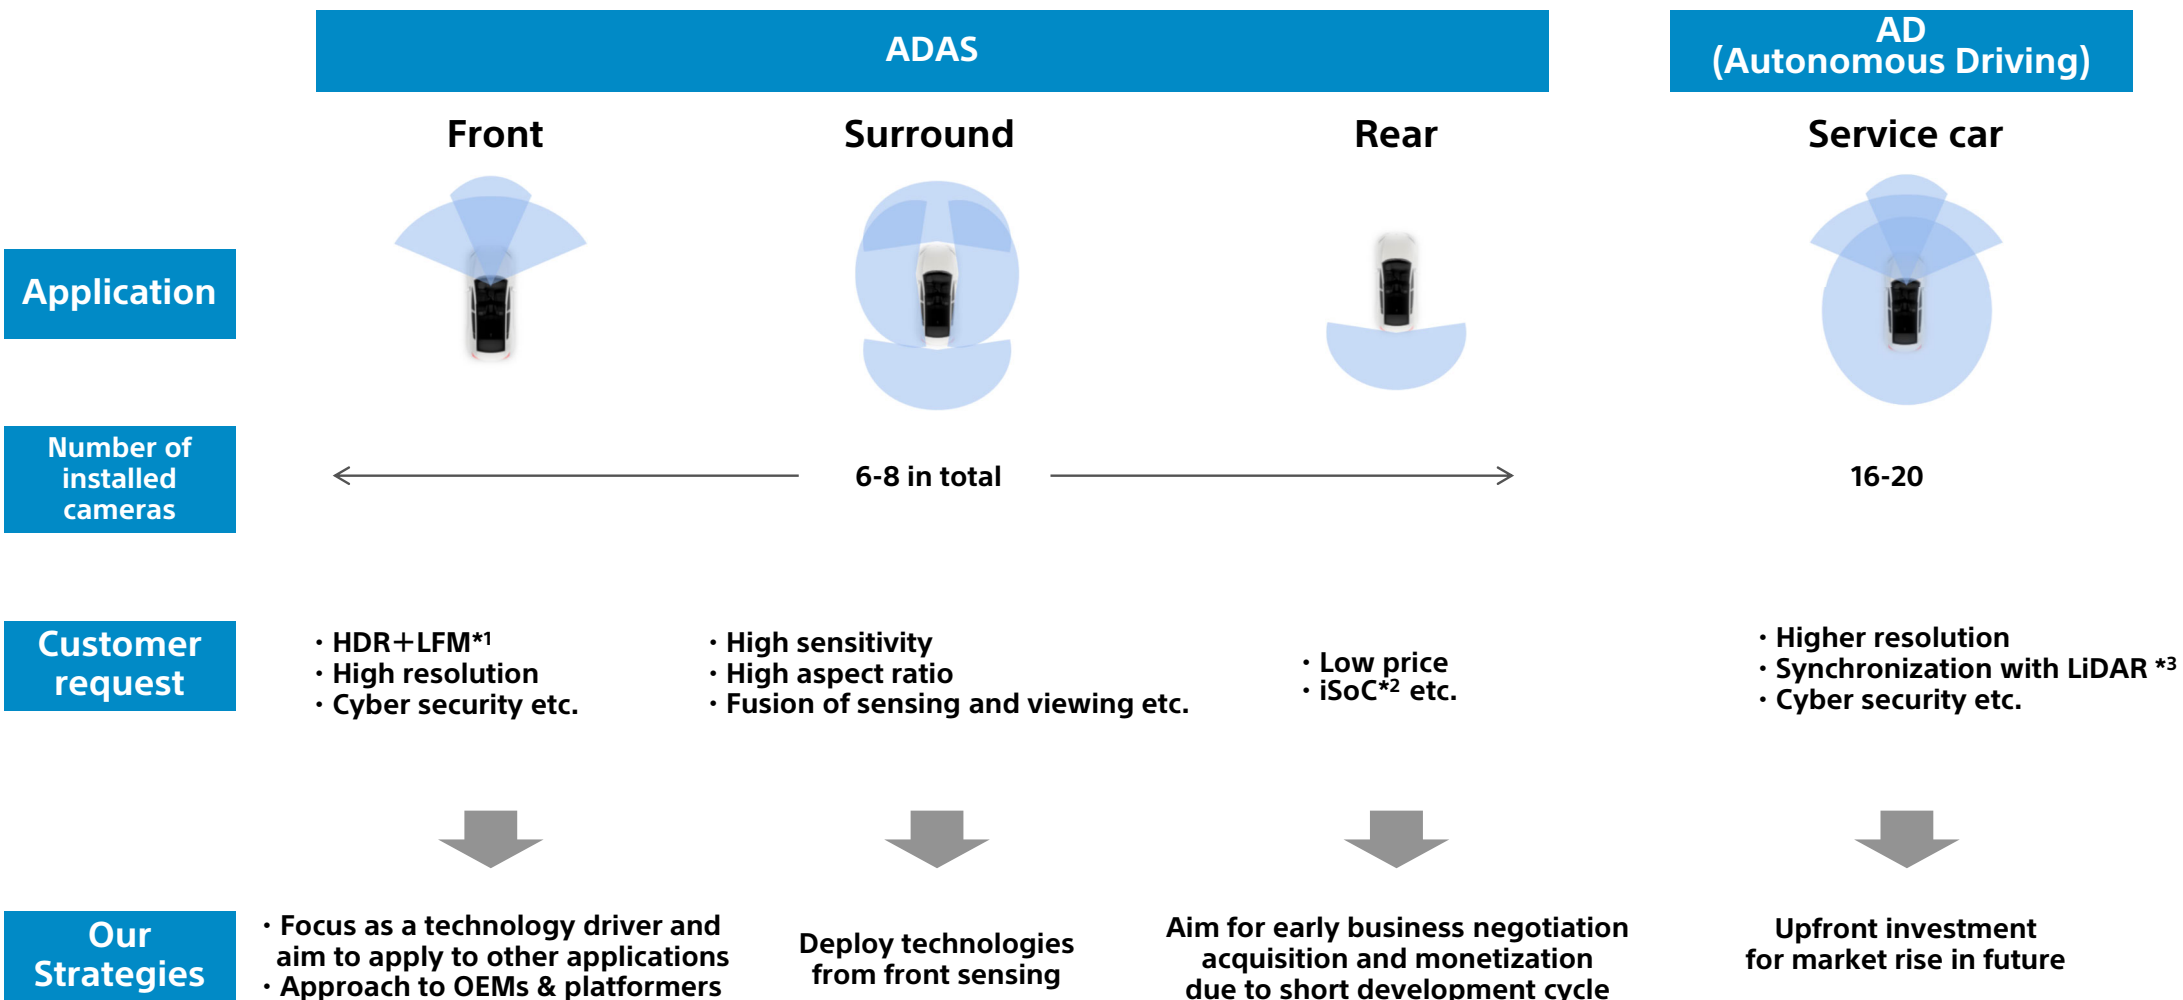 ADAS
AD
(Autonomous Driving)
Front
Surround
Rear
Service car
Application
Number of
installed
cameras
6-8 in total
16-20
Customer
request
・HDR＋LFM*1
・High resolution
・Cyber security etc.
・High sensitivity
・High aspect ratio
・Fusion of sensing and viewing etc.
・Low price
・iSoC*2 etc.
・Higher resolution
・Synchronization with LiDAR *3
・Cyber security etc.
Our
Strategies
・Focus as a technology driver and
aim to apply to other applications
・Approach to OEMs & platformers
Deploy technologies
from front sensing
Aim for early business negotiation
acquisition and monetization
due to short development cycle
Upfront investment
for market rise in future